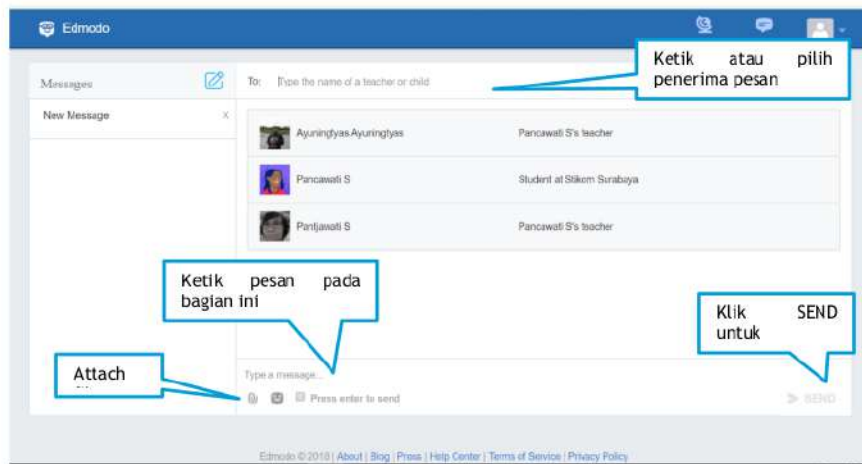 Edmodo
Ketik atau pilih
penerima pesan
Messages
To: Type the name of a teacher or child
New Message X
Ayuningtyas Ayuningtyas Pancawati S's teacher
Pancawati S Student at Stikom Surabaya
Pantjawati S Pancawati S's teacher
Ketik pesan pada
bagian ini
Klik SEND
untuk
Attach
Type a message...
Press enter to send
SEND
Edmodo © 2018 | About | Blog | Press | Help Center | Terms of Service | Privacy Policy